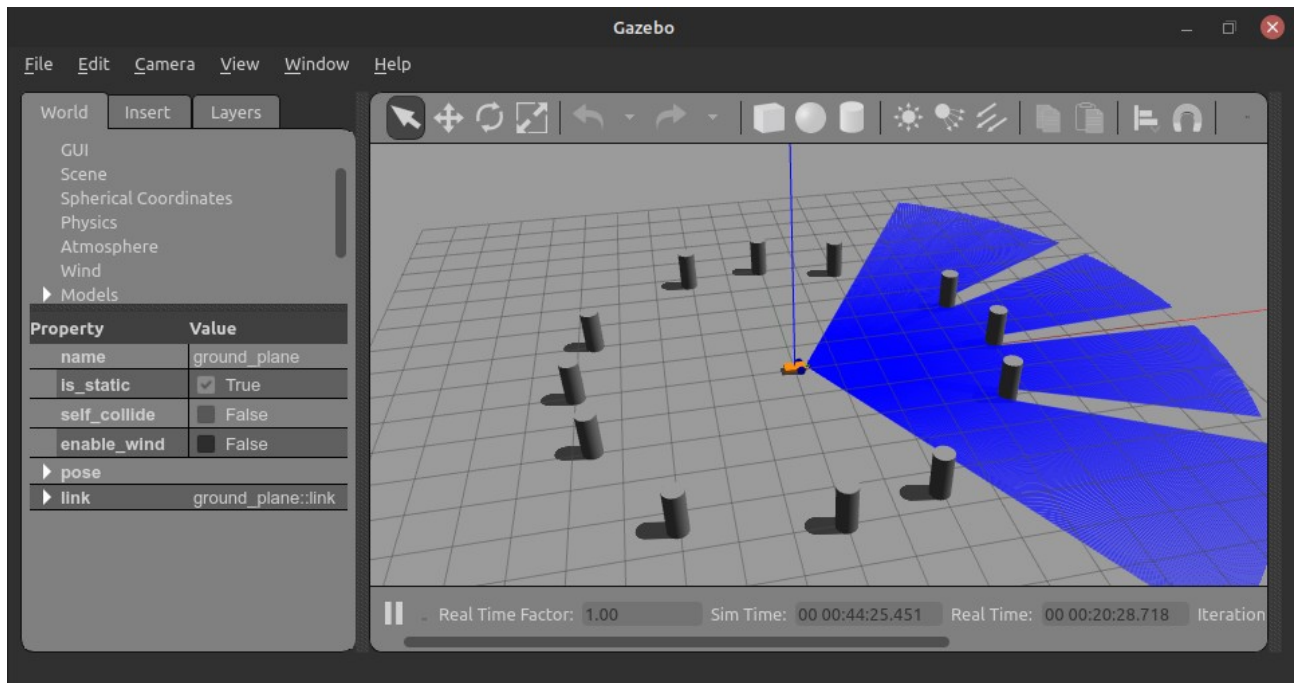 Gazebo
File Edit Camera View Window Help
World Insert Layers
GUI
Scene
Spherical Coordinates
Physics
Atmosphere
Wind
Models
Property Value
name ground_plane
is_static True
self_collide False
enable_wind False
pose
link ground_plane::link
Real Time Factor: 1.00 Sim Time: 00 00:44:25.451 Real Time: 00 00:20:28.718 Iteration